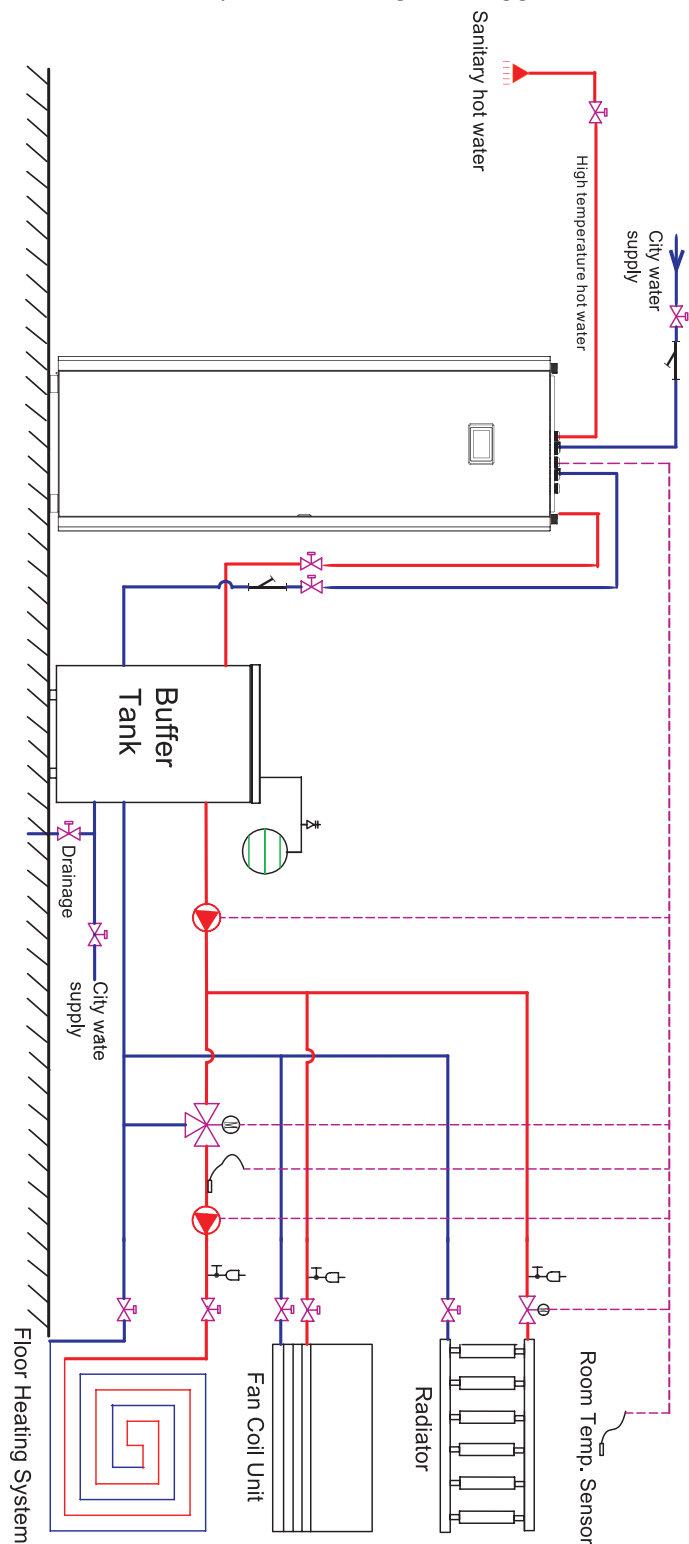 Sanitary hot water
High temperature hot water
City water
supply
Buffer
Tank
Drainage
City wate
supply
Floor Heating System
Fan Coil Unit
Radiator
Room Temp. Sensor
M
M